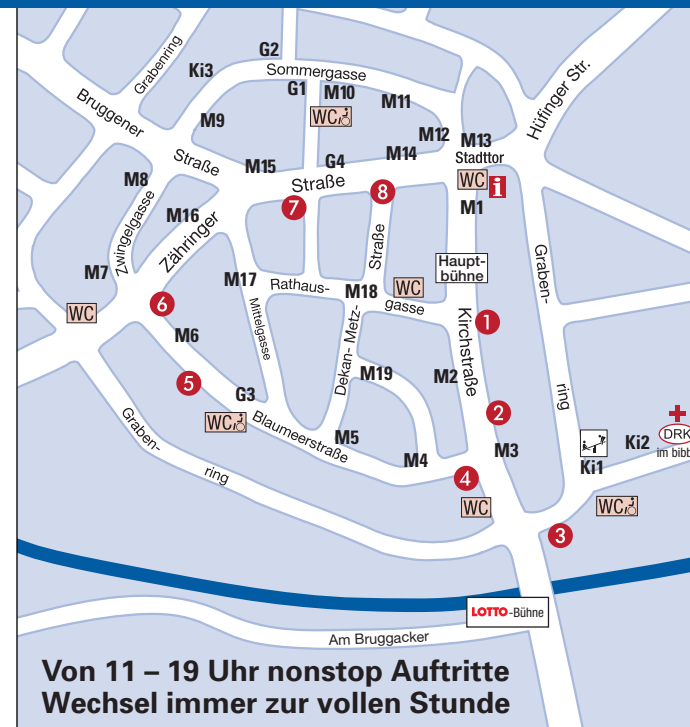 G2
Grabenring
Ki3
Sommergasse
G1
M10
M11
WC
Hüfinger Str.
Bruggener
M9
M12
M13
Stadttor
Straße
M15
G4
M14
Straße
WC
i
M8
7
8
M1
M16
Zwingelgasse
Zähringer
Straße
Haupt-
bühne
Graben-
M7
M17
Rathaus-
M18
WC
gasse
WC
6
Mittelgasse
Dekan- Metz-
Kirchstraße
1
M6
M19
M2
5
G3
2
ring
WC
Blaumeerstraße
M5
M4
M3
Ki1
Ki2
DRK
im bibb
Graben-
ring
4
WC
WC
3
LOTTO-Bühne
Am Bruggacker
Von 11 – 19 Uhr nonstop Auftritte
Wechsel immer zur vollen Stunde